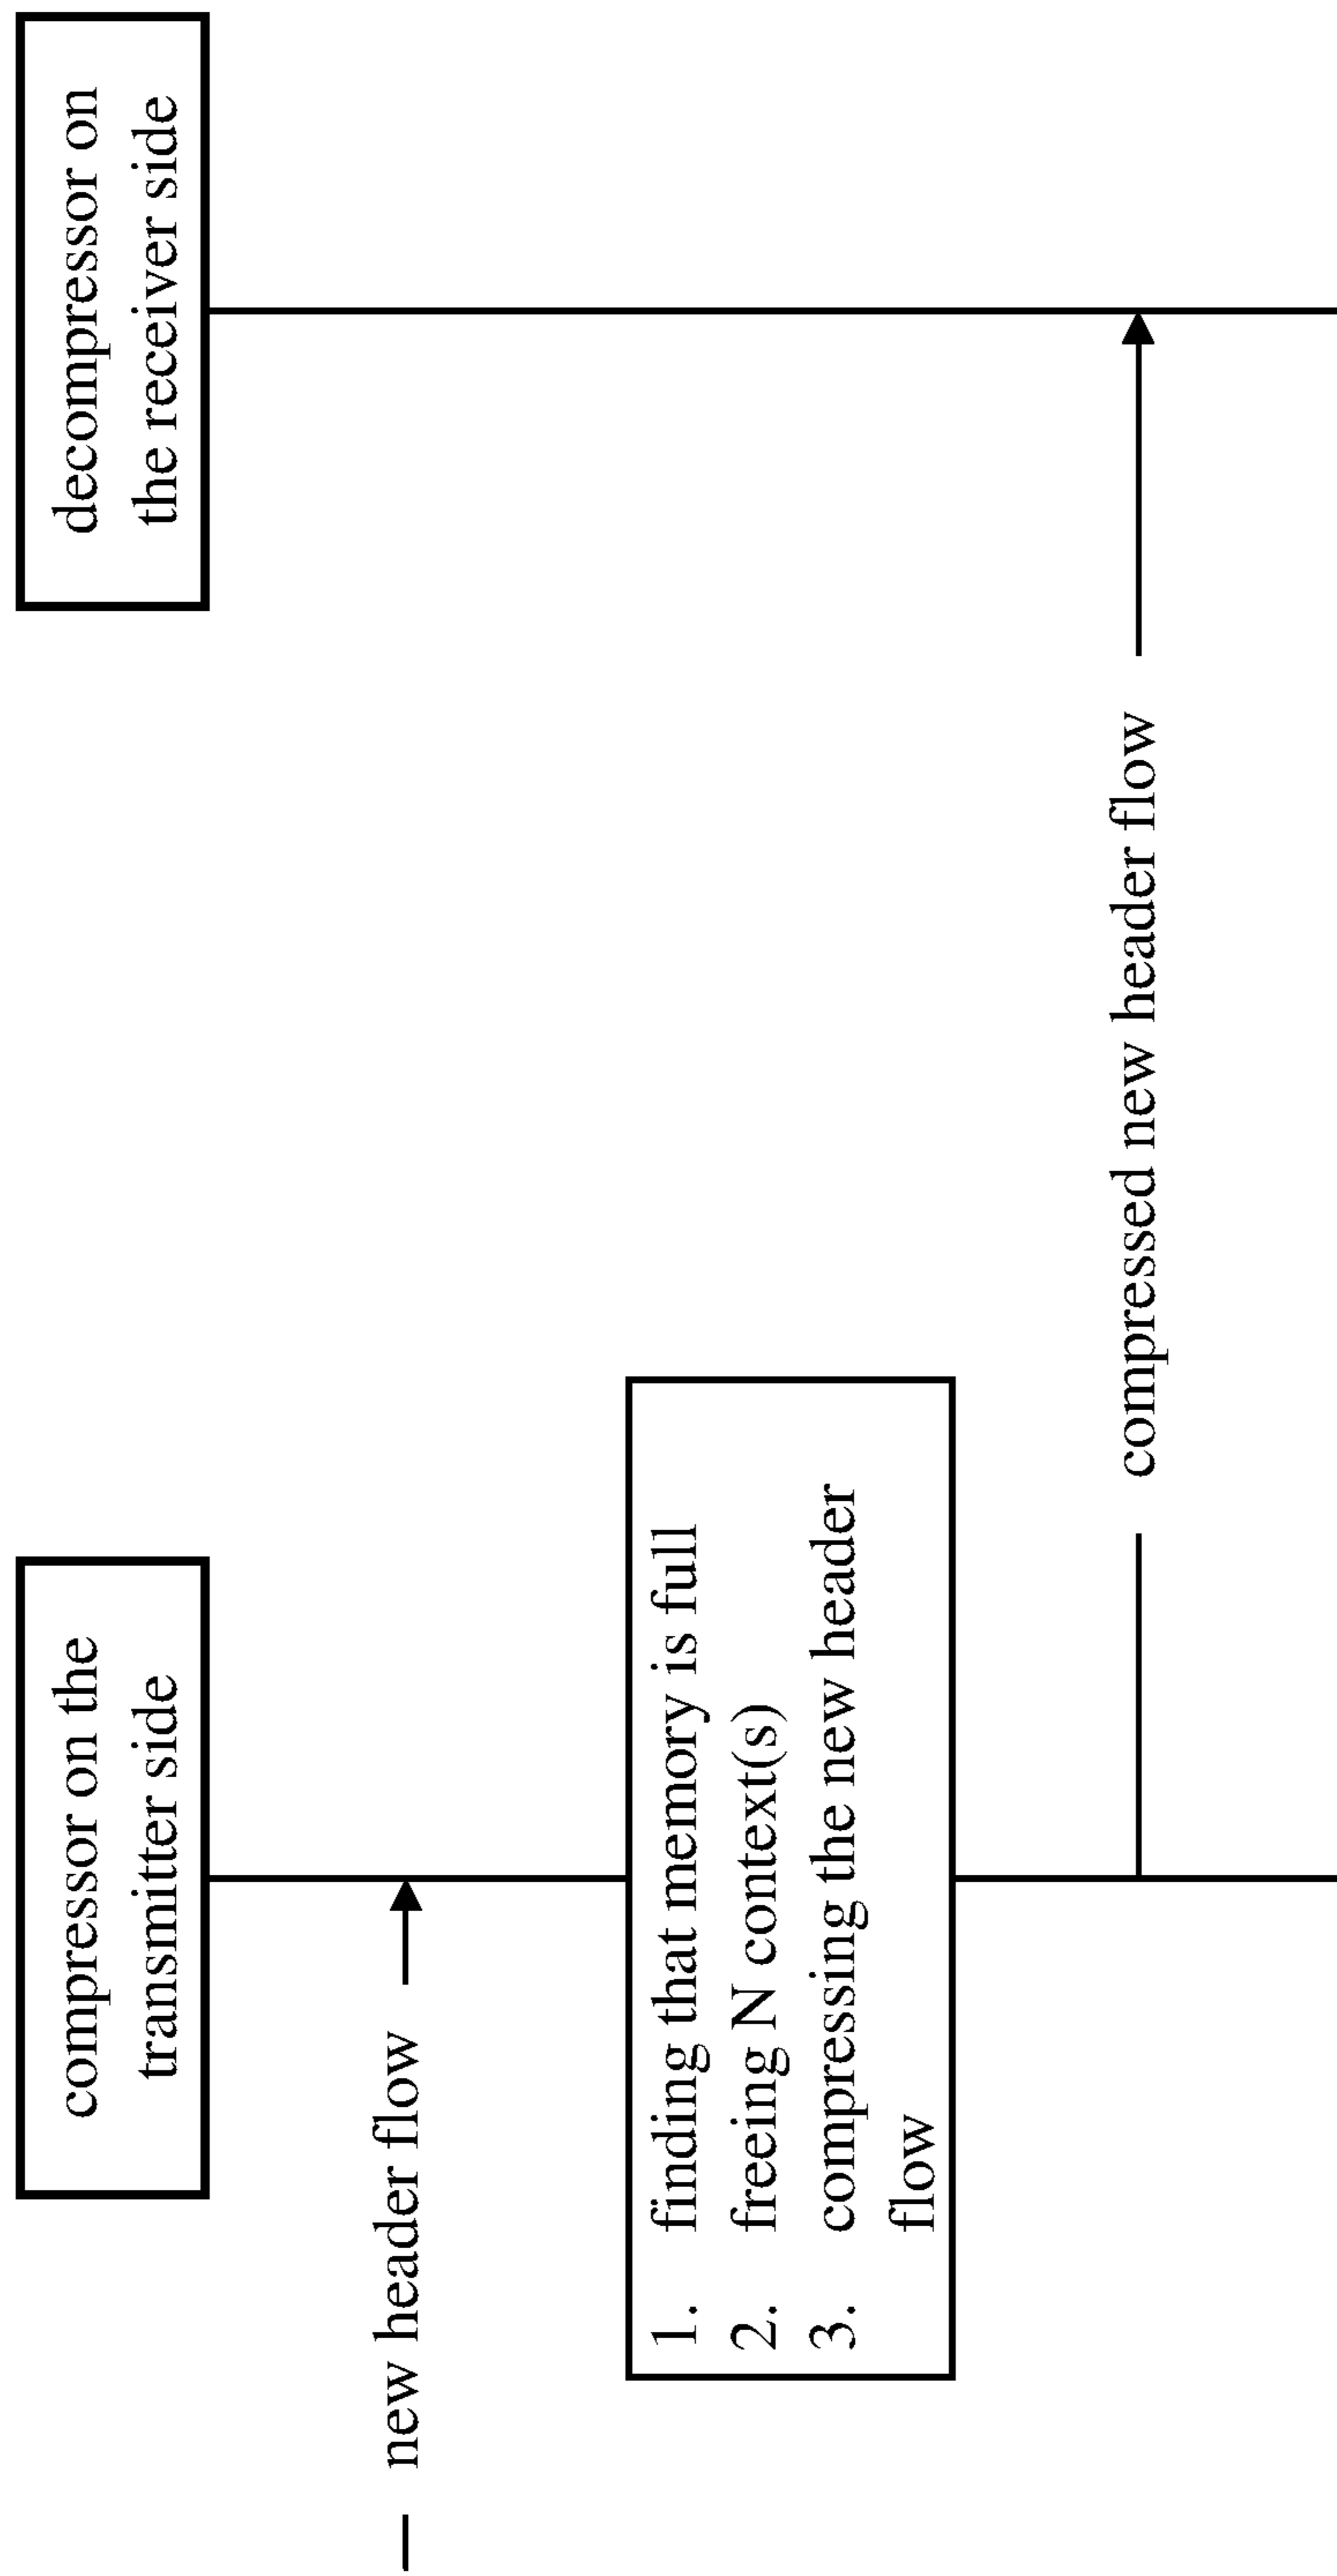 compressor on the
transmitter side
decompressor on
the receiver side
new header flow
1. finding that memory is full
2. freeing N context(s)
3. compressing the new header
flow
compressed new header flow